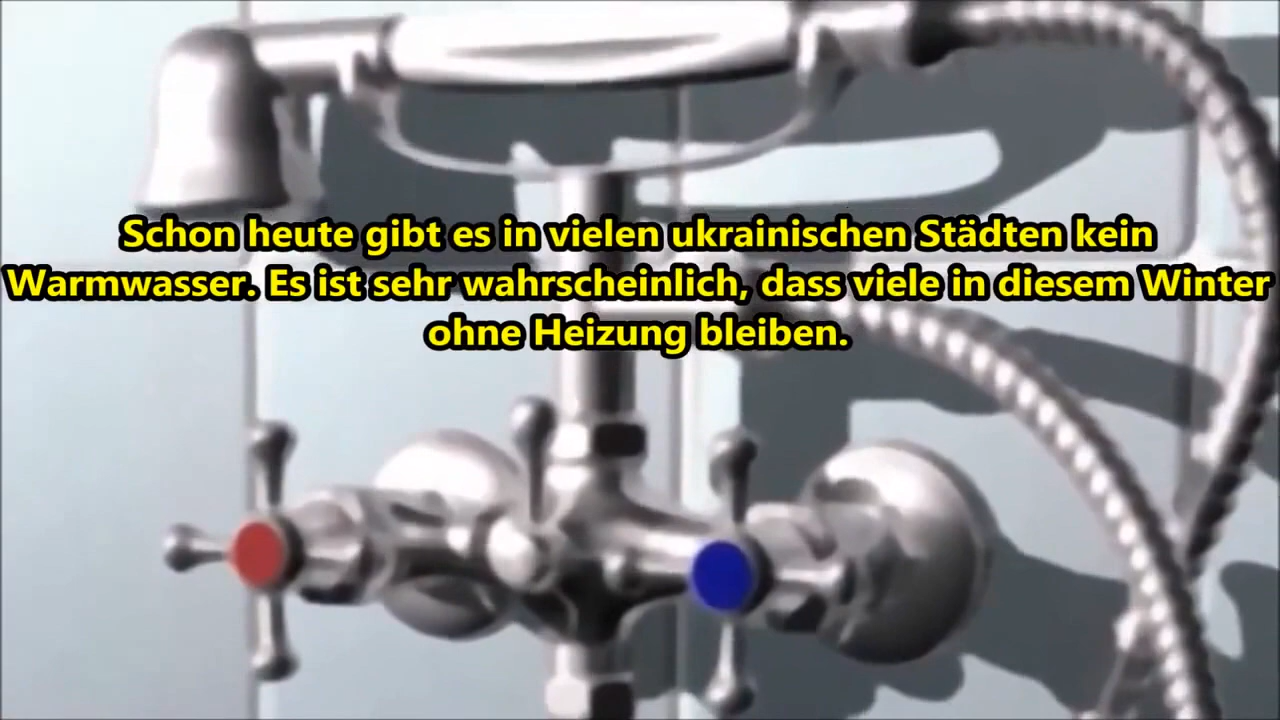 Schon heute gibt es in vielen ukrainischen Städten kein
Warmwasser. Es ist sehr wahrscheinlich, dass viele in diesem Winter
ohne Heizung bleiben.